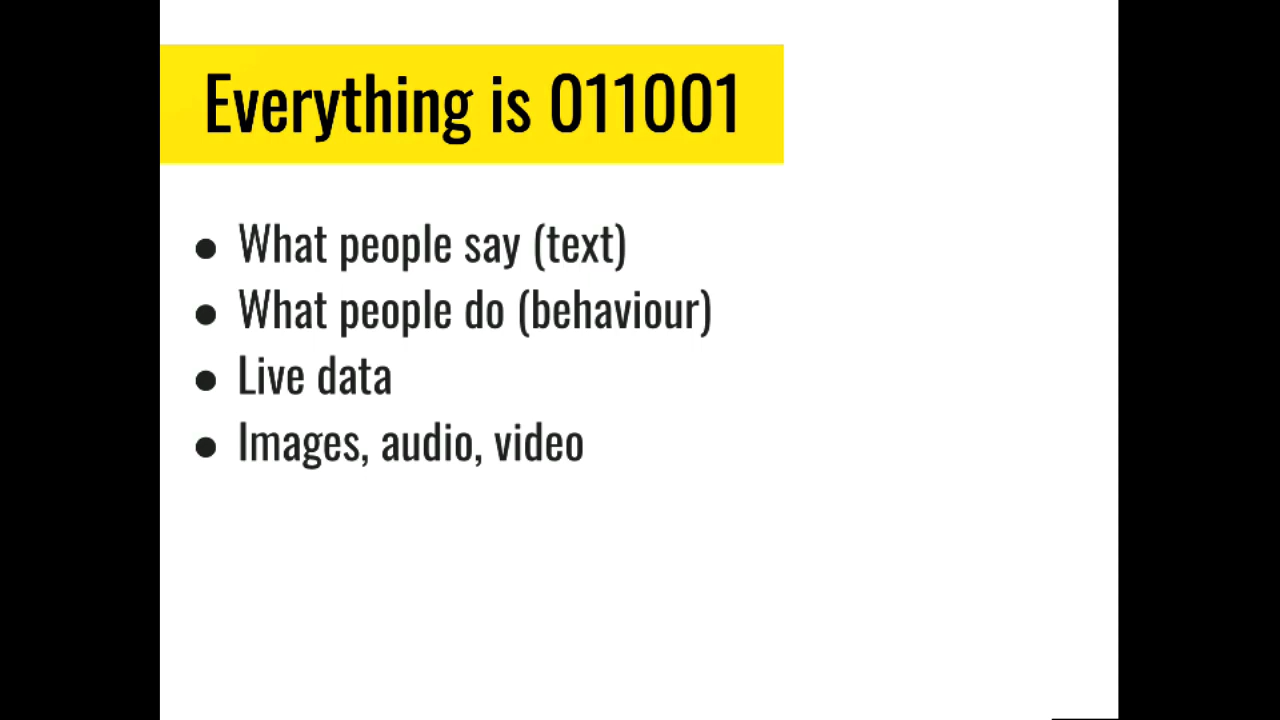 Everything is 011001
● What people say (text)
● What people do (behaviour)
● Live data
● Images, audio, video